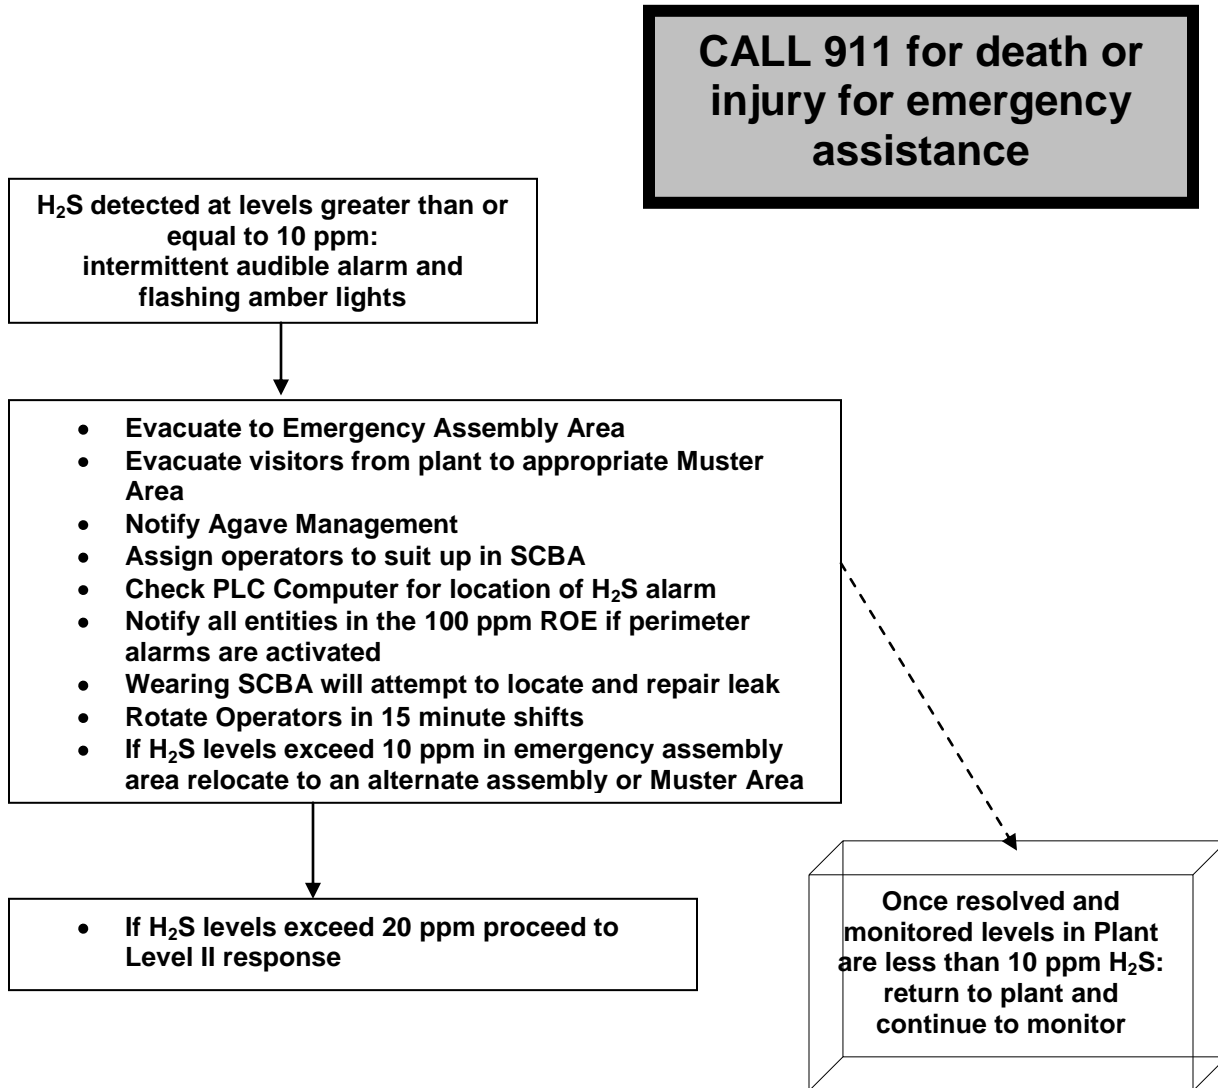 CALL 911 for death or
injury for emergency
assistance
H₂S detected at levels greater than or
equal to 10 ppm:
intermittent audible alarm and
flashing amber lights
• Evacuate to Emergency Assembly Area
• Evacuate visitors from plant to appropriate Muster
Area
• Notify Agave Management
• Assign operators to suit up in SCBA
• Check PLC Computer for location of H₂S alarm
• Notify all entities in the 100 ppm ROE if perimeter
alarms are activated
• Wearing SCBA will attempt to locate and repair leak
• Rotate Operators in 15 minute shifts
• If H₂S levels exceed 10 ppm in emergency assembly
area relocate to an alternate assembly or Muster Area
• If H₂S levels exceed 20 ppm proceed to
Level II response
Once resolved and
monitored levels in Plant
are less than 10 ppm H₂S:
return to plant and
continue to monitor